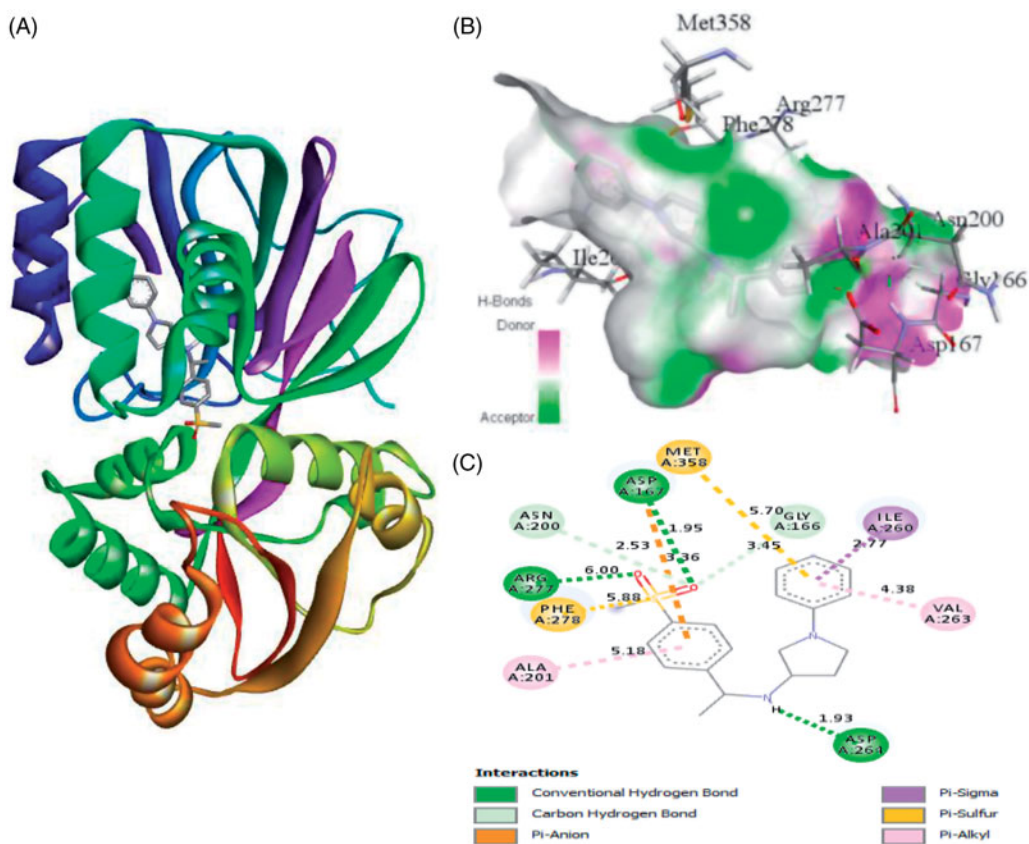 (A)
(B)
Met358
Arg277
Phe278
Asn200
Ala201
Ile26
Gly166
H-Bonds
Donor
Asp167
Acceptor
(C)
MET
A:358
ASP
A:167
ASN
A:200
GLY
A:166
ILE
A:260
5.70
1.95
2.53
3.36
3.45
2.77
ARG
A:277
6.00
4.38
PHE
A:278
5.88
VAL
A:263
ALA
A:201
5.18
N
N
H
1.93
ASP
A:264
Interactions
Conventional Hydrogen Bond
Carbon Hydrogen Bond
Pi-Anion
Pi-Sigma
Pi-Sulfur
Pi-Alkyl